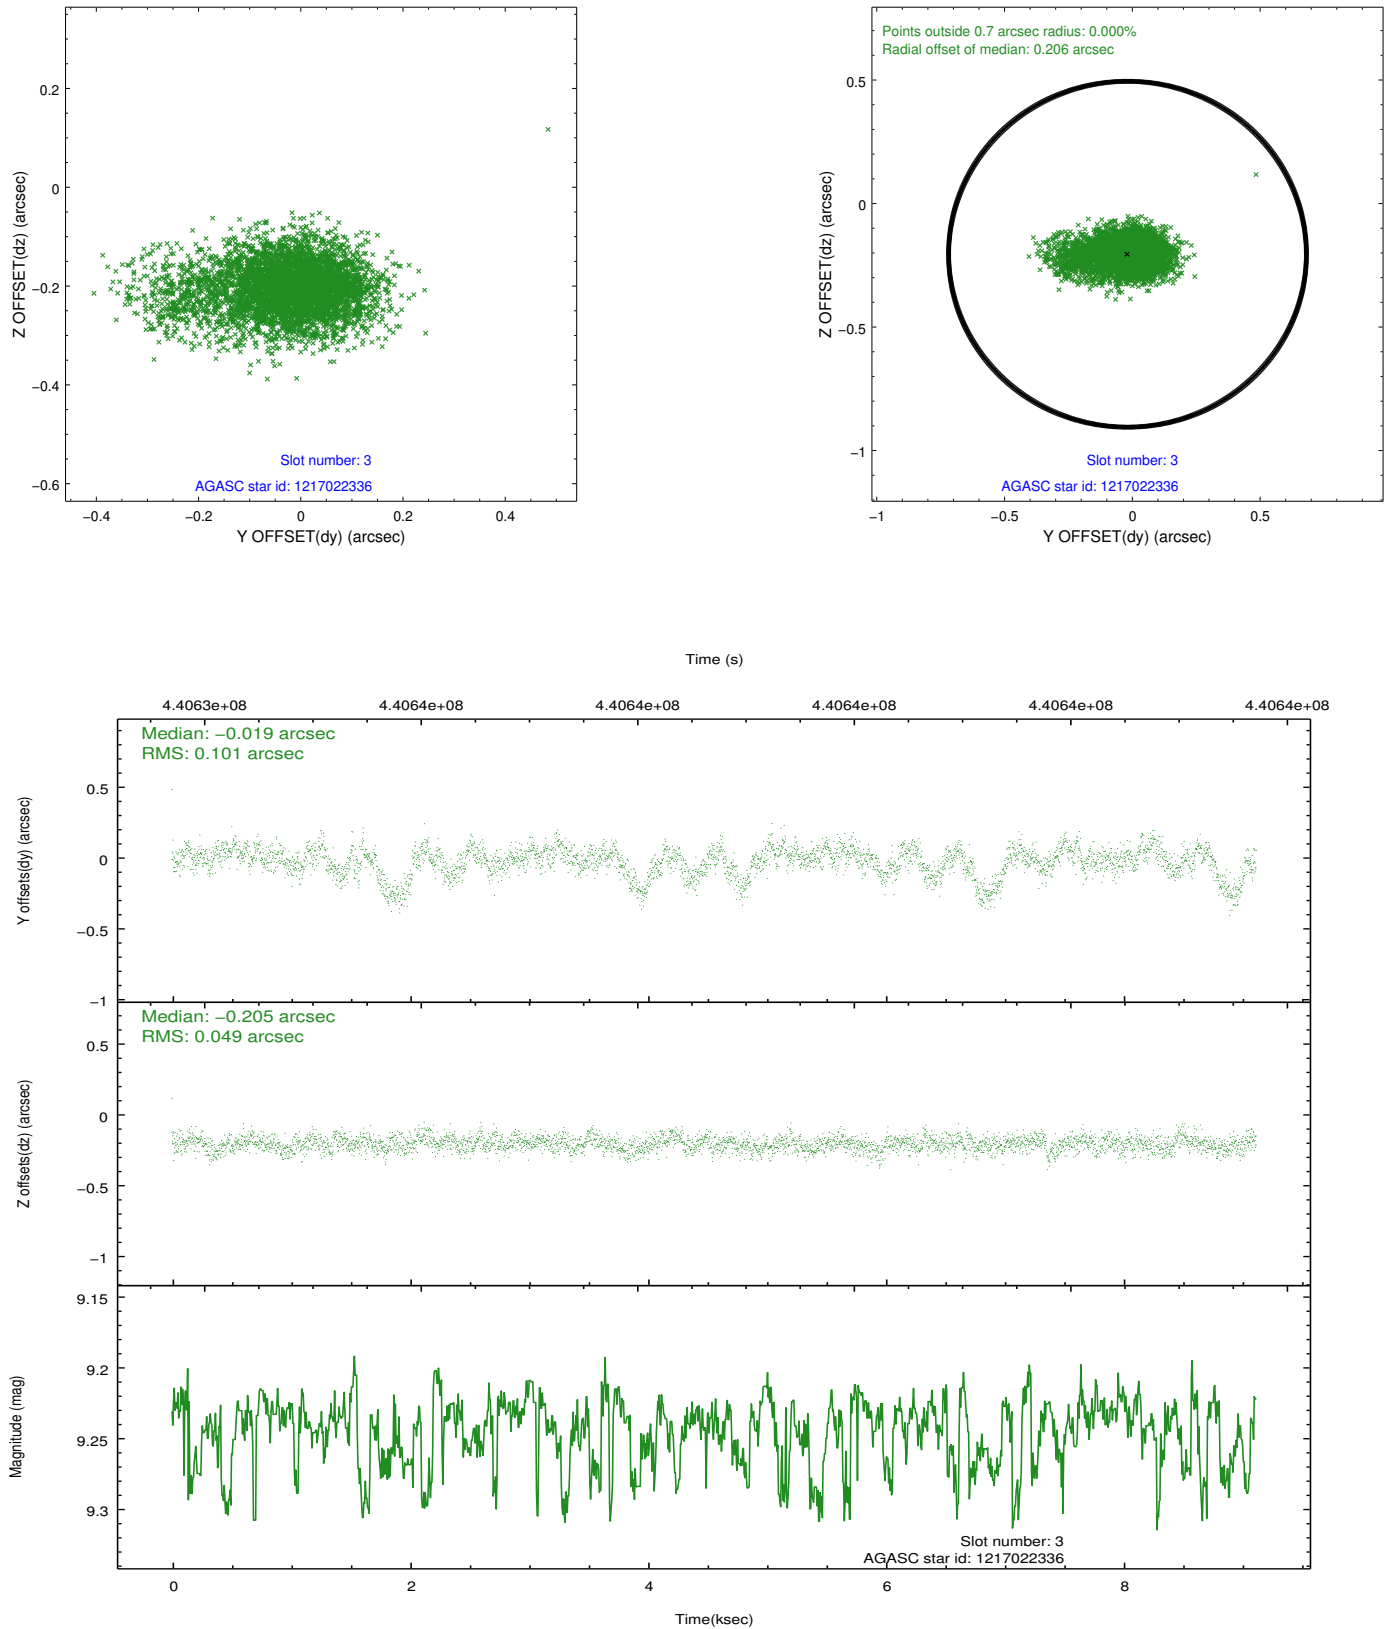 0.2
0
−0.2
−0.4
−0.6
Z OFFSET(dz) (arcsec)
Slot number: 3
AGASC star id: 1217022336
−0.4 −0.2 0 0.2 0.4
Y OFFSET(dy) (arcsec)
Points outside 0.7 arcsec radius: 0.000%
Radial offset of median: 0.206 arcsec
0.5
0
−0.5
−1
Z OFFSET(dz) (arcsec)
Slot number: 3
AGASC star id: 1217022336
−1 −0.5 0 0.5
Y OFFSET(dy) (arcsec)
Time (s)
4.4063e+08 4.4064e+08 4.4064e+08 4.4064e+08 4.4064e+08 4.4064e+08
Median: −0.019 arcsec
RMS: 0.101 arcsec
0.5
0
−0.5
−1
Y offsets(dy) (arcsec)
Median: −0.205 arcsec
RMS: 0.049 arcsec
0.5
0
−0.5
−1
Z offsets(dz) (arcsec)
9.15
9.2
9.25
9.3
Magnitude (mag)
Slot number: 3
AGASC star id: 1217022336
0 2 4 6 8
Time(ksec)